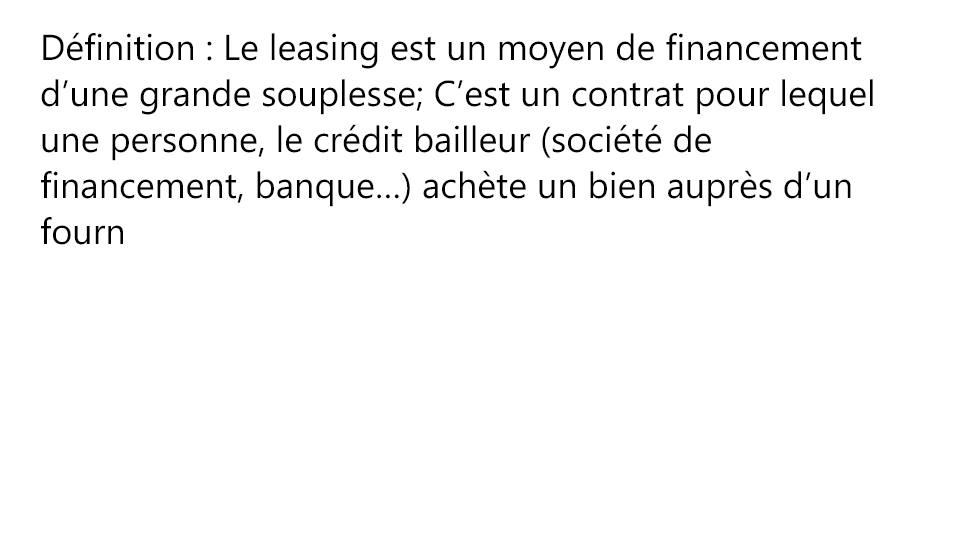 Définition : Le leasing est un moyen de financement
d’une grande souplesse; C’est un contrat pour lequel
une personne, le crédit bailleur (société de
financement, banque…) achète un bien auprès d’un
fourn